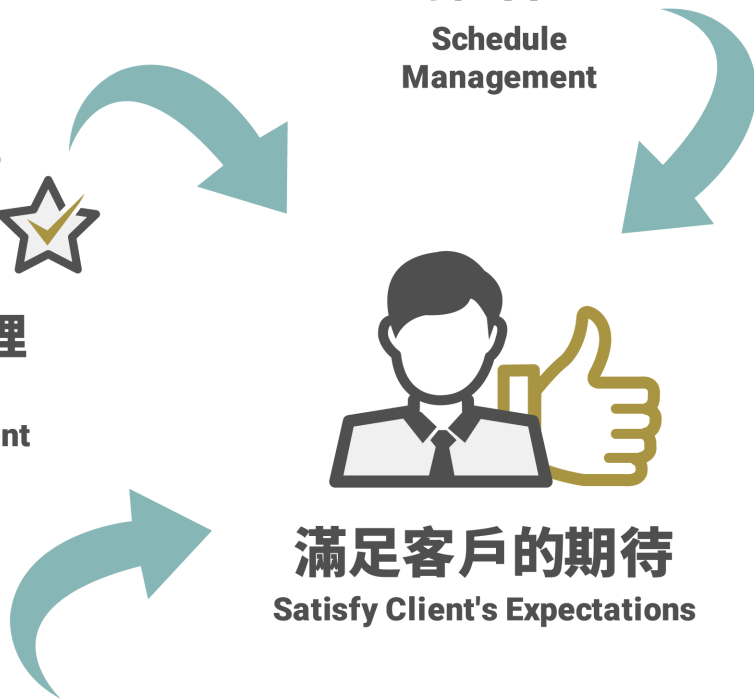 Schedule
Management
理
nt
滿足客戶的期待
Satisfy Client's Expectations